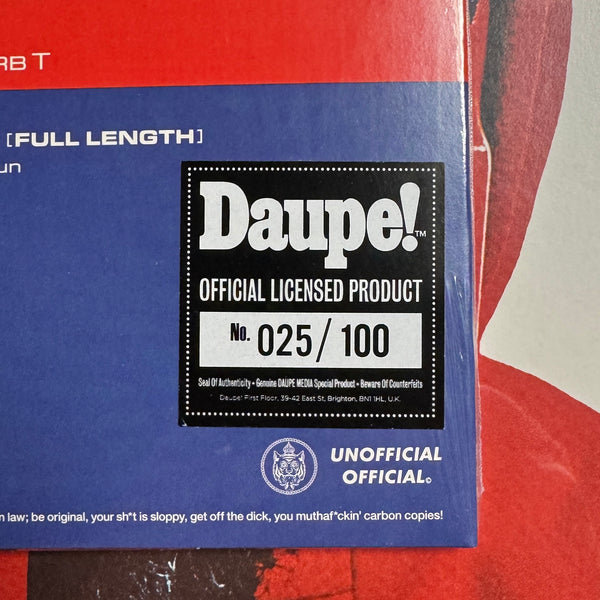 RB T
[FULL LENGTH]
un
Daupe!™
OFFICIAL LICENSED PRODUCT
No. 025/100
Seal Of Authenticity • Genuine DAUPE MEDIA Special Product • Beware Of Counterfeits
Daupe! First Floor, 39-42 East St, Brighton, BN1 1HL, U.K.
UNOFFICIAL
OFFICIAL©
n law; be original, your sh*t is sloppy, get off the dick, you muthaf*ckin' carbon copies!